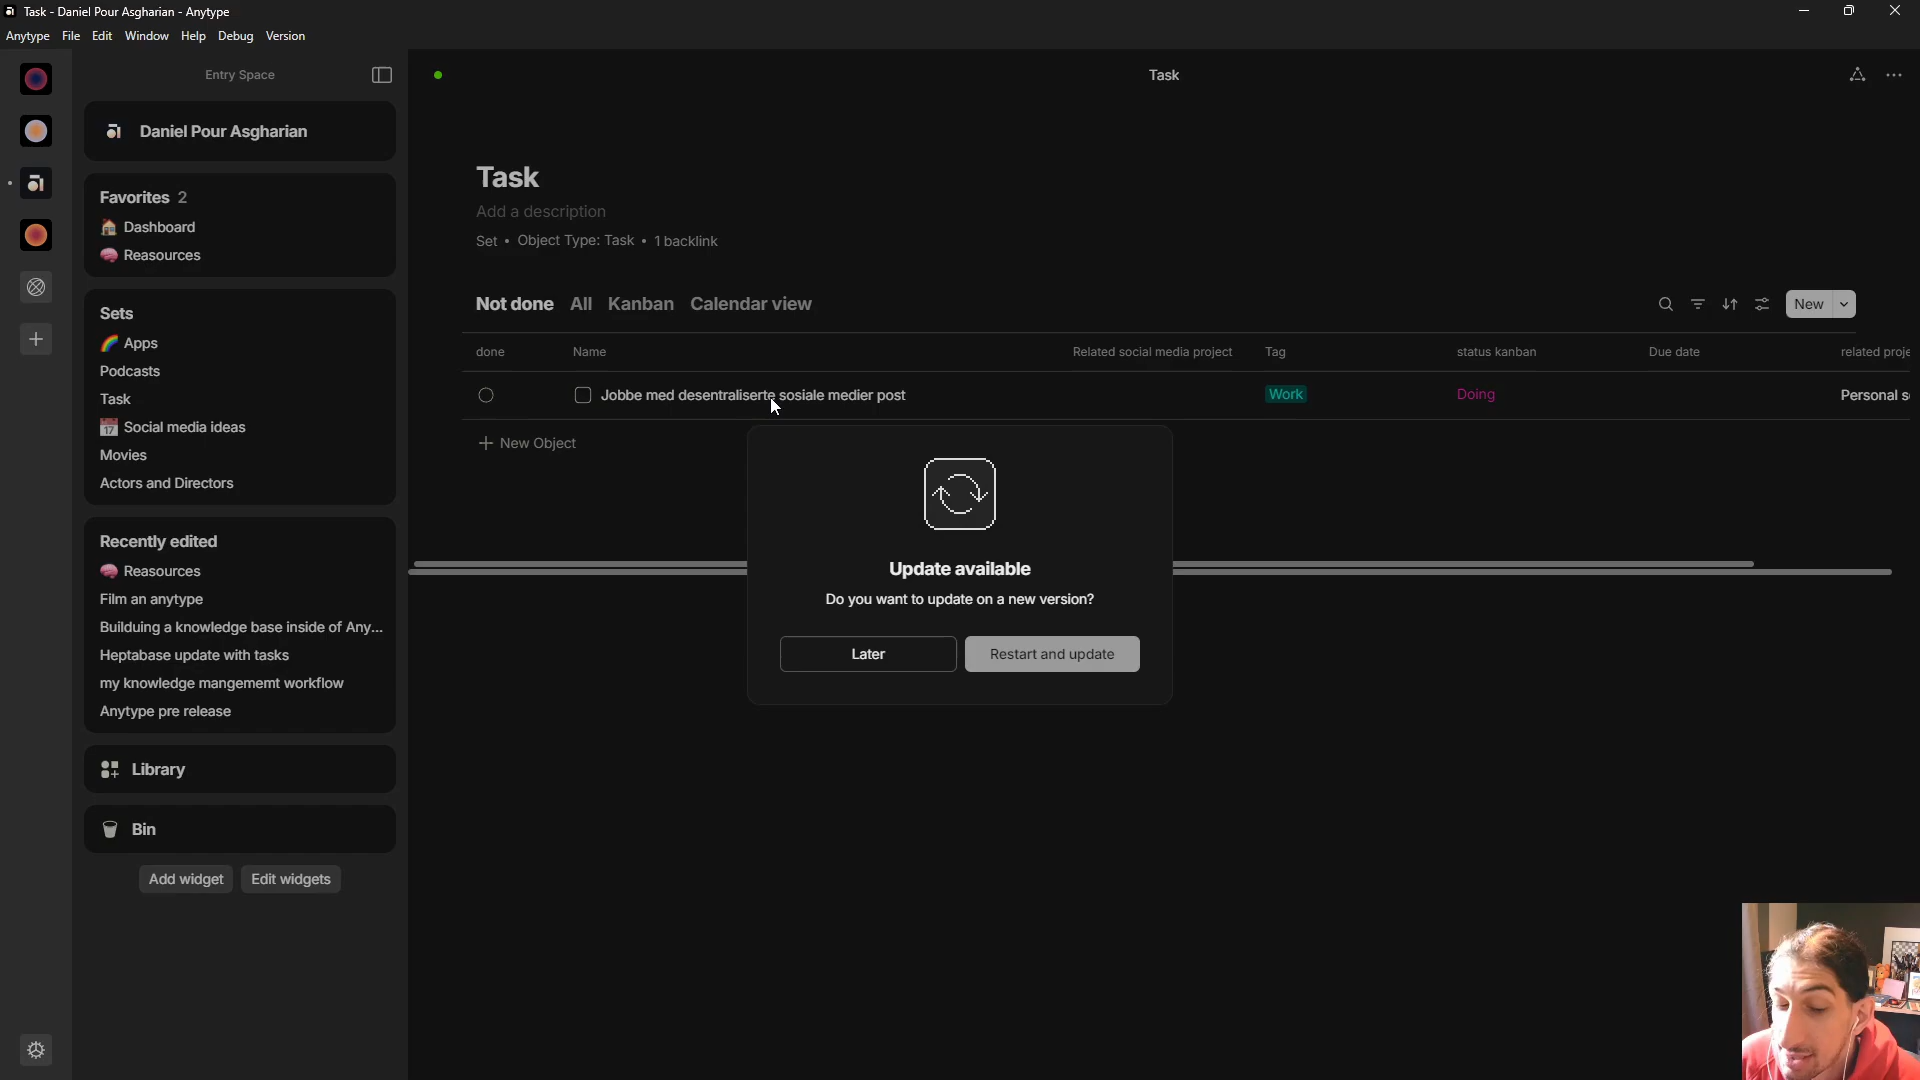 Task - Daniel Pour Asgharian - Anytype
Anytype File Edit Window Help Debug Version
Entry Space
Daniel Pour Asgharian
Favorites 2
Dashboard
Reasources
Sets
Apps
Podcasts
Task
17 Social media ideas
Movies
Actors and Directors
Recently edited
Reasources
Film an anytype
Builduing a knowledge base inside of Any...
Heptabase update with tasks
my knowledge mangememt workflow
Anytype pre release
Library
Bin
Add widget Edit widgets
Task
Task
Add a description
Set • Object Type: Task • 1 backlink
Not done All Kanban Calendar view
New
done Name Related social media project Tag status kanban Due date related proje
Jobbe med desentraliserte sosiale medier post Work Doing Personal s
+ New Object
Update available
Do you want to update on a new version?
Later Restart and update